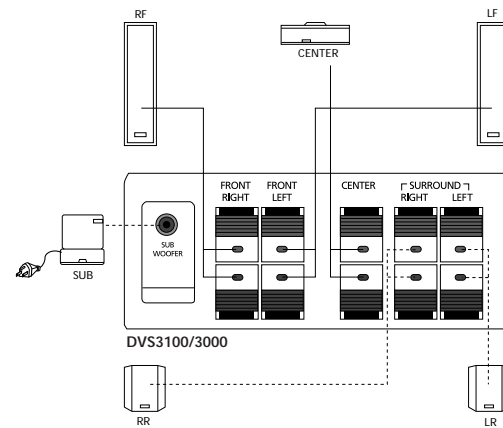 RF
LF
CENTER
FRONT RIGHT
FRONT LEFT
CENTER
SURROUND
RIGHT
LEFT
SUB WOOFER
SUB
DVS3100/3000
RR
LR